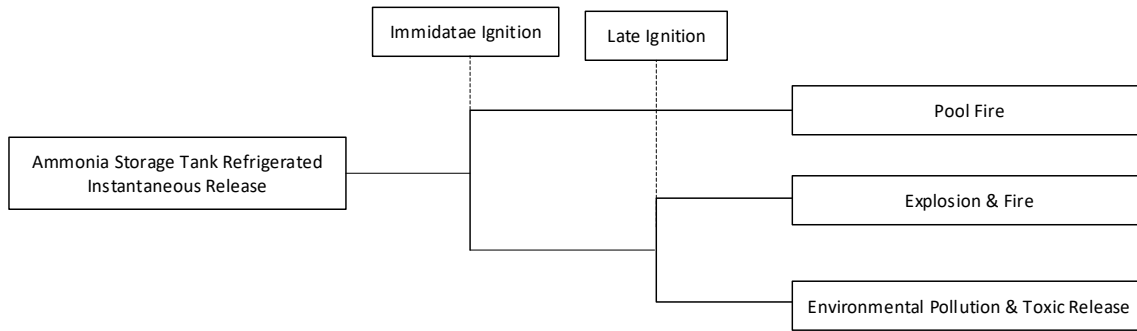 Immidatae Ignition
Late Ignition
Pool Fire
Ammonia Storage Tank Refrigerated
Instantaneous Release
Explosion & Fire
Environmental Pollution & Toxic Release